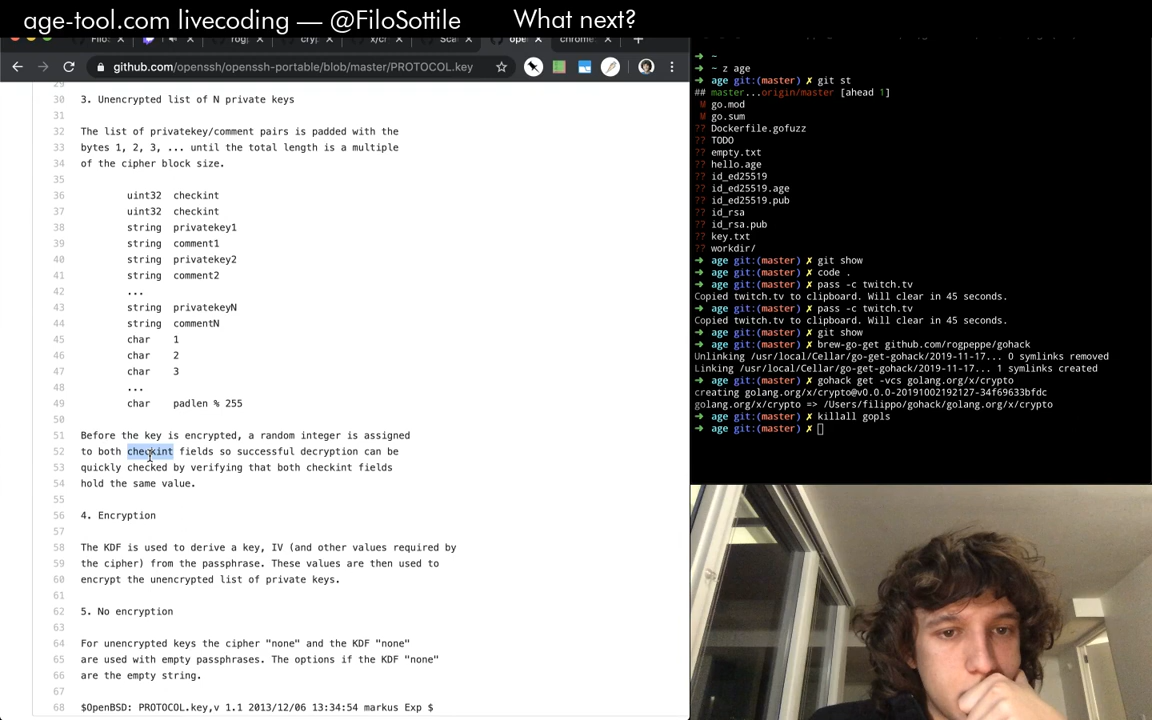 age-tool.com livecoding — @FiloSottile What next?
github.com/openssh/openssh-portable/blob/master/PROTOCOL.key
29
30 3. Unencrypted list of N private keys
31
32 The list of privatekey/comment pairs is padded with the
33 bytes 1, 2, 3, ... until the total length is a multiple
34 of the cipher block size.
35
36 uint32 checkint
37 uint32 checkint
38 string privatekey1
39 string comment1
40 string privatekey2
41 string comment2
42 ...
43 string privatekeyN
44 string commentN
45 char 1
46 char 2
47 char 3
48 ...
49 char padlen % 255
50
51 Before the key is encrypted, a random integer is assigned
52 to both checkint fields so successful decryption can be
53 quickly checked by verifying that both checkint fields
54 hold the same value.
55
56 4. Encryption
57
58 The KDF is used to derive a key, IV (and other values required by
59 the cipher) from the passphrase. These values are then used to
60 encrypt the unencrypted list of private keys.
61
62 5. No encryption
63
64 For unencrypted keys the cipher "none" and the KDF "none"
65 are used with empty passphrases. The options if the KDF "none"
66 are the empty string.
67
68 $OpenBSD: PROTOCOL.key,v 1.1 2013/12/06 13:34:54 markus Exp $
➜ ~
➜ ~ z age
➜ age git:(master) ✗ git st
## master...origin/master [ahead 1]
M go.mod
M go.sum
?? Dockerfile.gofuzz
?? TODO
?? empty.txt
?? hello.age
?? id_ed25519
?? id_ed25519.age
?? id_ed25519.pub
?? id_rsa
?? id_rsa.pub
?? key.txt
?? workdir/
➜ age git:(master) ✗ git show
➜ age git:(master) ✗ code .
➜ age git:(master) ✗ pass -c twitch.tv
Copied twitch.tv to clipboard. Will clear in 45 seconds.
➜ age git:(master) ✗ pass -c twitch.tv
Copied twitch.tv to clipboard. Will clear in 45 seconds.
➜ age git:(master) ✗ git show
➜ age git:(master) ✗ brew-go-get github.com/rogpeppe/gohack
Unlinking /usr/local/Cellar/go-get-gohack/2019-11-17... 0 symlinks removed
Linking /usr/local/Cellar/go-get-gohack/2019-11-17... 1 symlinks created
➜ age git:(master) ✗ gohack get -vcs golang.org/x/crypto
creating golang.org/x/crypto@v0.0.0-20191002192127-34f69633bfdc
golang.org/x/crypto => /Users/filippo/gohack/golang.org/x/crypto
➜ age git:(master) ✗ killall gopls
➜ age git:(master) ✗